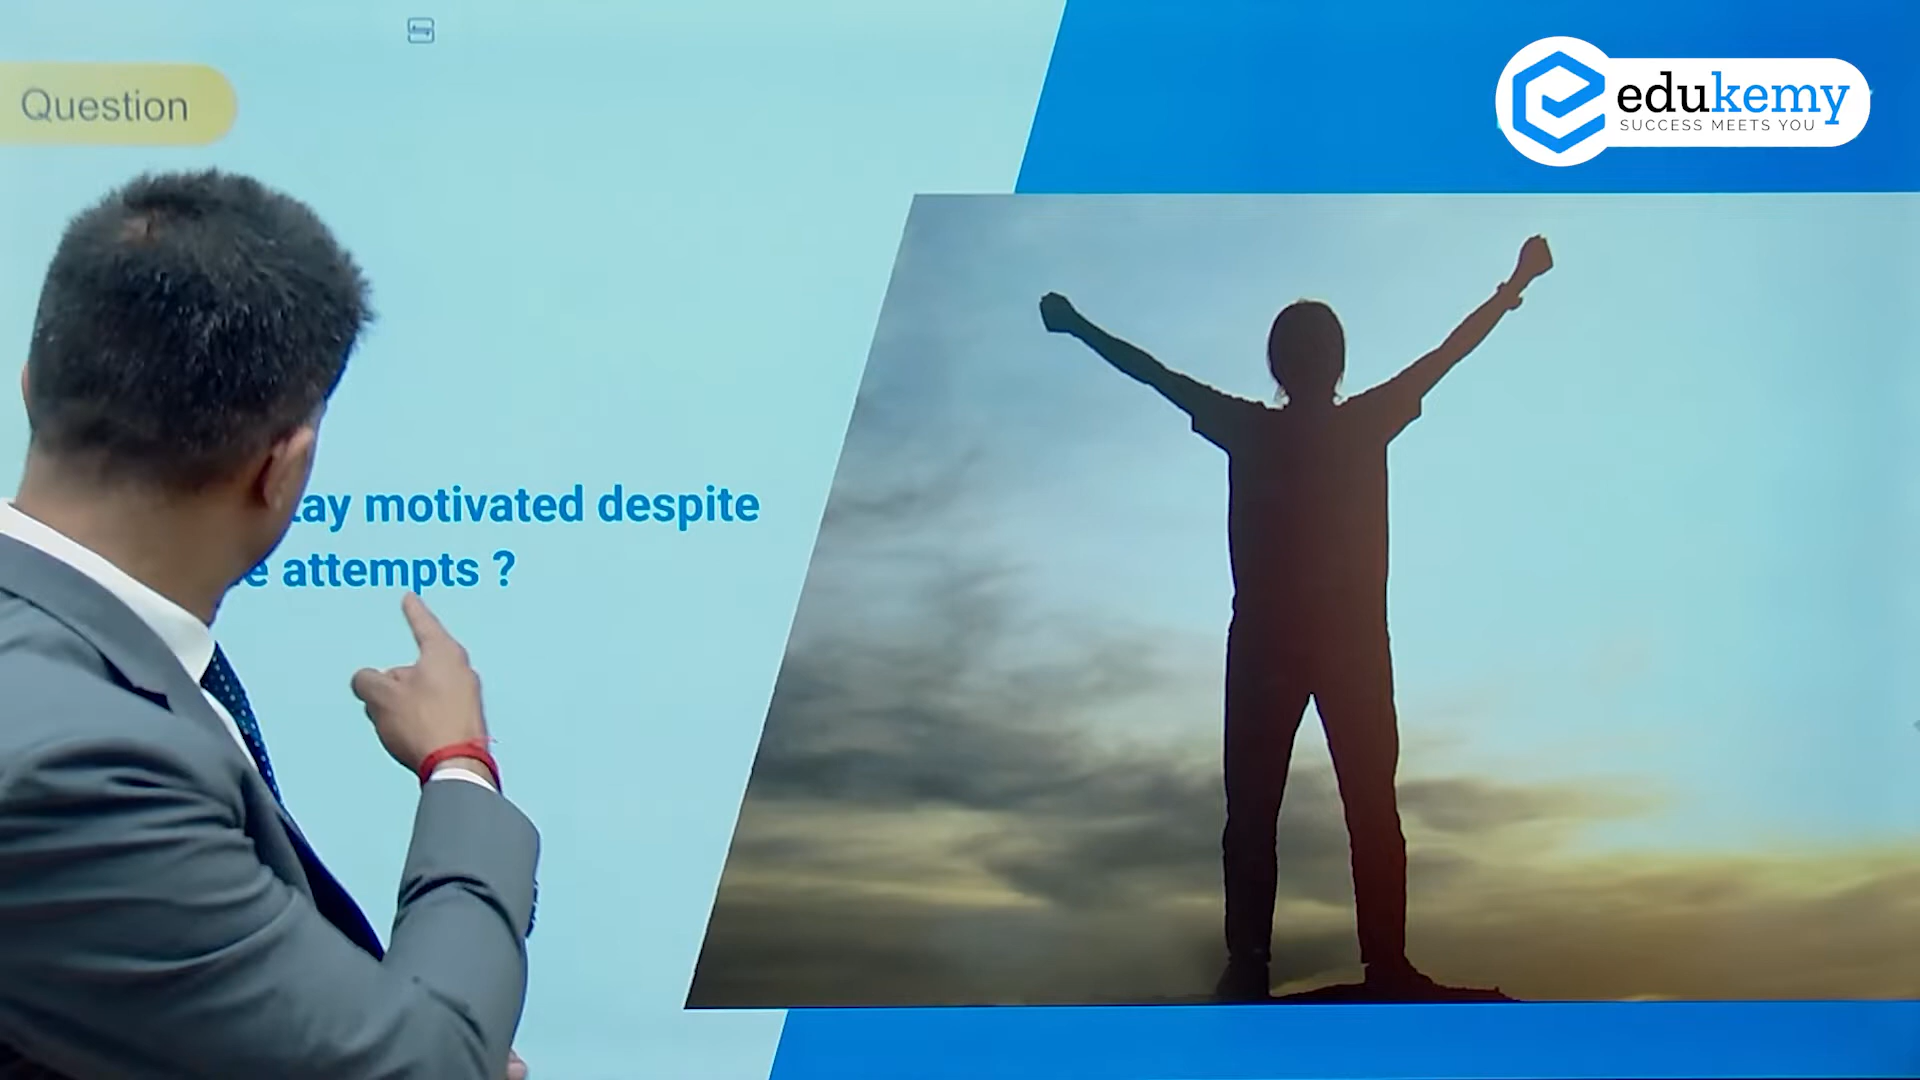 Question
edukemy
SUCCESS MEETS YOU
motivated despite
attempts ?